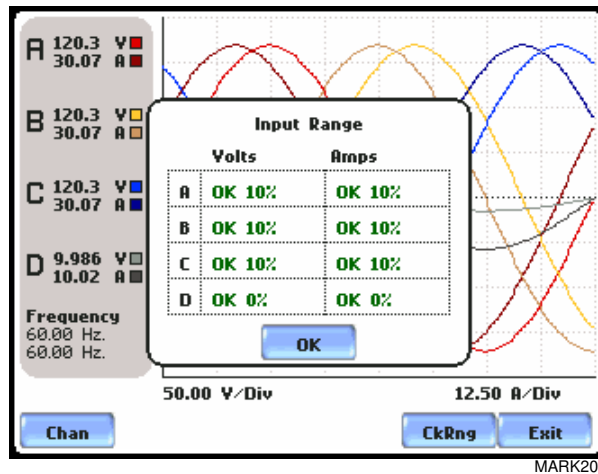 A 120.3 V
30.07 A
B 120.3 V
30.07 A
C 120.3 V
30.07 A
D 9.986 V
10.02 A
Frequency
60.00 Hz.
60.00 Hz.
Input Range
Volts Amps
A OK 10% OK 10%
B OK 10% OK 10%
C OK 10% OK 10%
D OK 0% OK 0%
OK
50.00 V/Div 12.50 A/Div
Chan CkRng Exit
MARK20